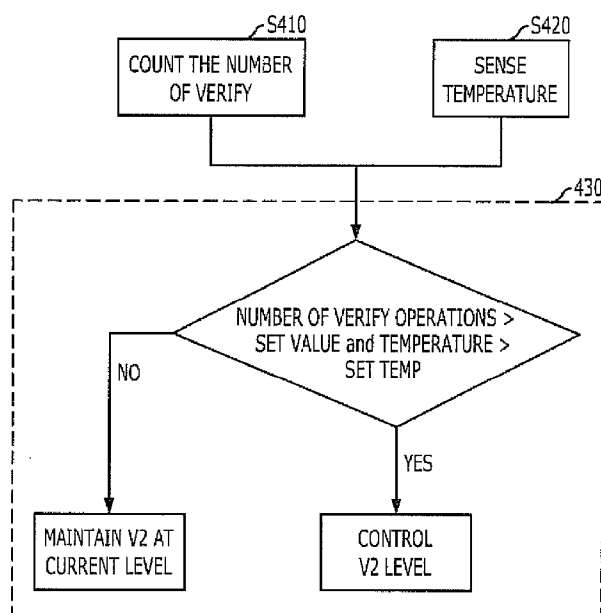 S410
COUNT THE NUMBER
OF VERIFY
S420
SENSE
TEMPERATURE
430
NUMBER OF VERIFY OPERATIONS >
SET VALUE and TEMPERATURE >
SET TEMP
NO
YES
MAINTAIN V2 AT
CURRENT LEVEL
CONTROL
V2 LEVEL